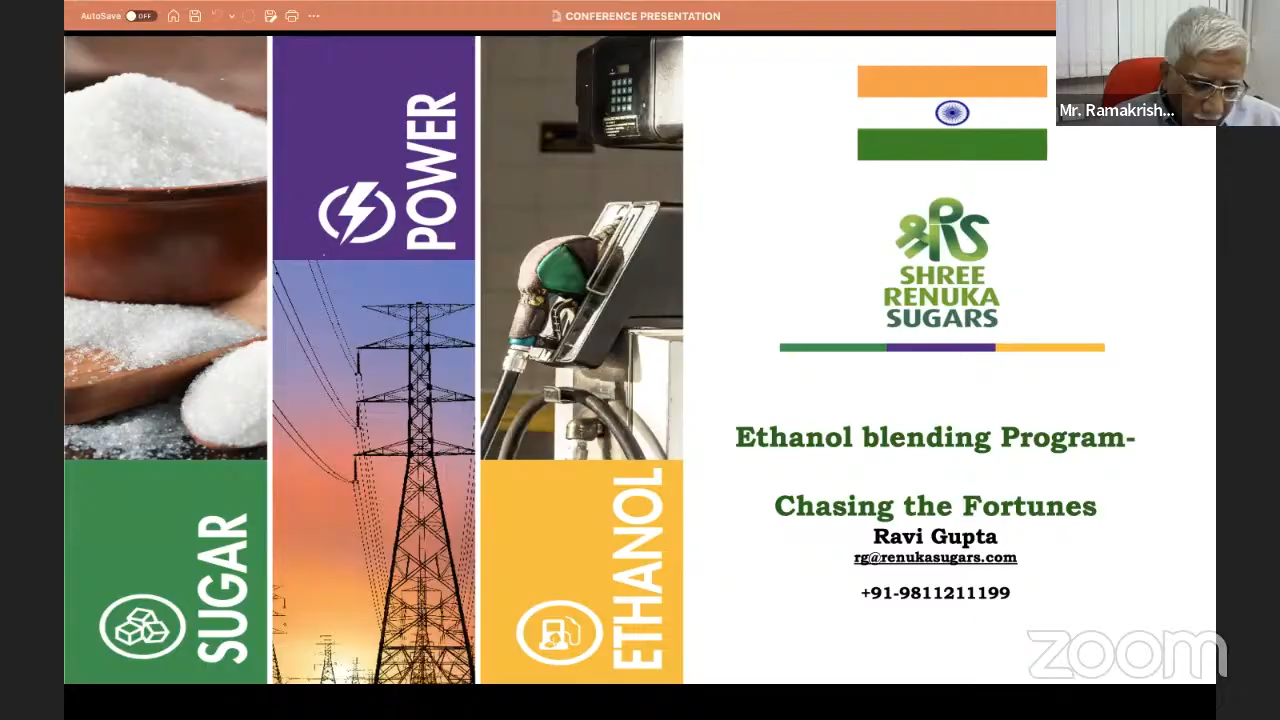 AutoSave OFF
CONFERENCE PRESENTATION
Mr. Ramakrish...
POWER
SHREE
RENUKA
SUGARS
Ethanol blending Program-
Chasing the Fortunes
Ravi Gupta
rg@renukasugars.com
+91-9811211199
SUGAR
ETHANOL
zoom